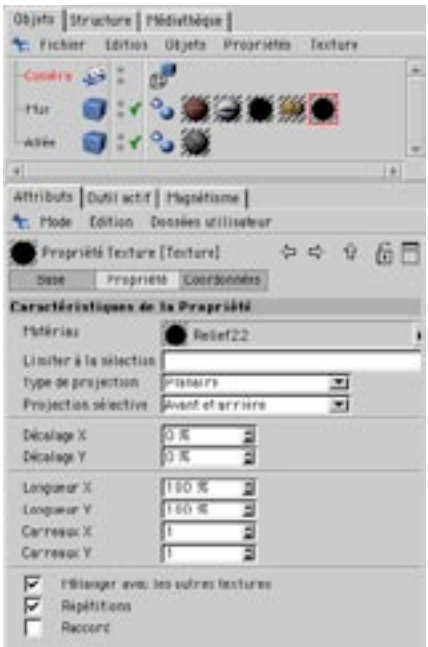 Objets Structure Médiathèque
Fichier Edition Objets Propriétés Texture
Caméra
Mur
Allée
Attributs Outil actif Magnétisme
Mode Edition Données utilisateur
Propriété Texture [Texture]
Base Propriété Coordonnées
Caractéristiques de la Propriété
Matériau Relief22
Limiter à la sélection
Type de projection Planaire
Projection sélective Avant et arrière
Décalage X 0 %
Décalage Y 0 %
Longueur X 100 %
Longueur Y 100 %
Carreaux X 1
Carreaux Y 1
Mélanger avec les autres textures
Répétitions
Raccord